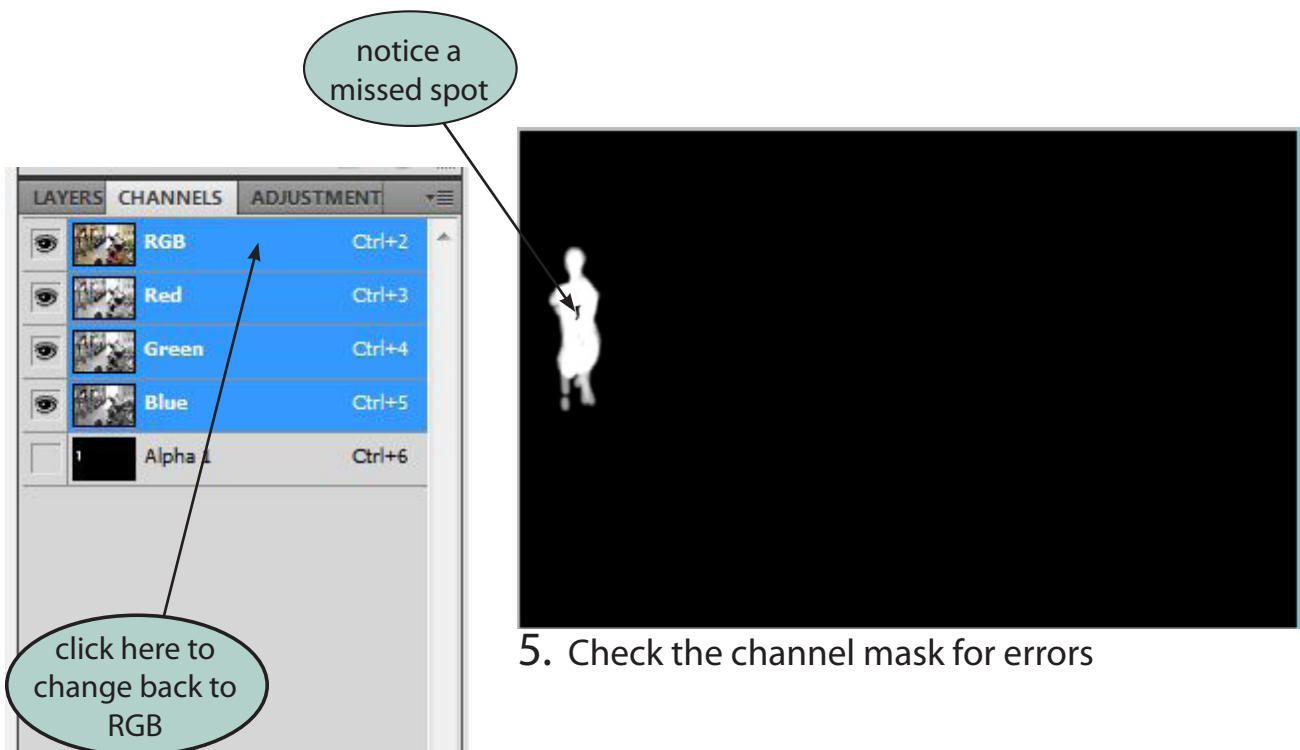 notice a
missed spot
LAYERS CHANNELS ADJUSTMENT
RGB Ctrl+2
Red Ctrl+3
Green Ctrl+4
Blue Ctrl+5
Alpha 1 Ctrl+6
click here to
change back to
RGB
5. Check the channel mask for errors